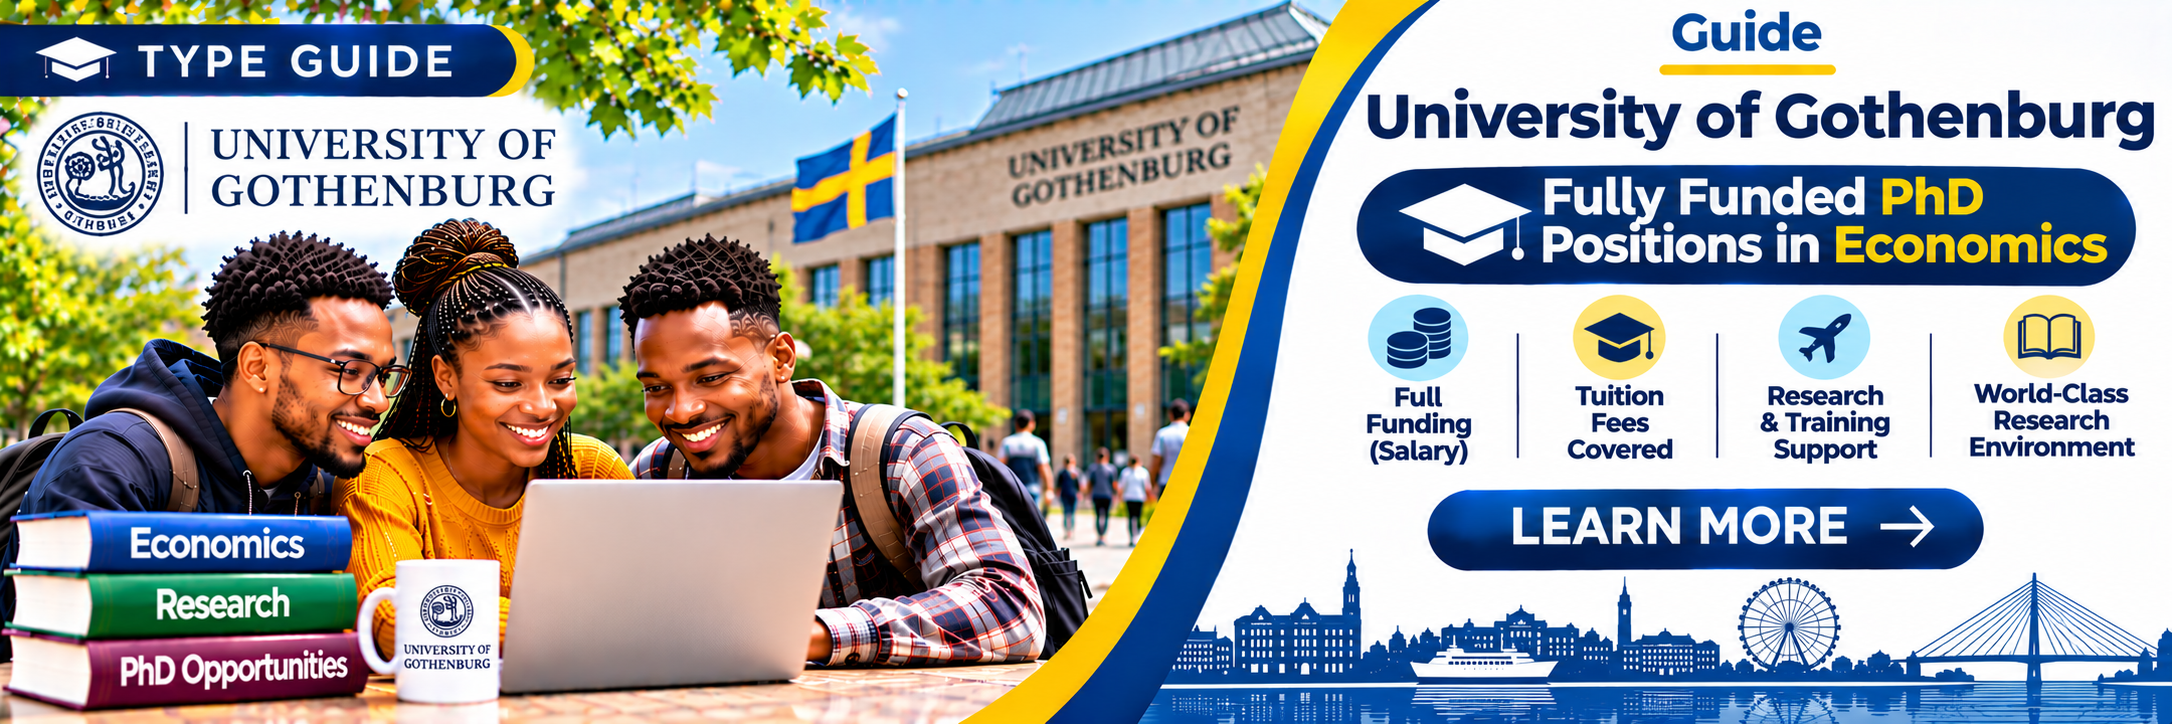 TYPE GUIDE
UNIVERSITY OF
GOTHENBURG
UNIVERSITY OF
GOTHENBURG
Economics
Research
PhD Opportunities
UNIVERSITY OF
GOTHENBURG
Guide
University of Gothenburg
Fully Funded PhD
Positions in Economics
Full
Funding
(Salary)
Tuition
Fees
Covered
Research
& Training
Support
World-Class
Research
Environment
LEARN MORE